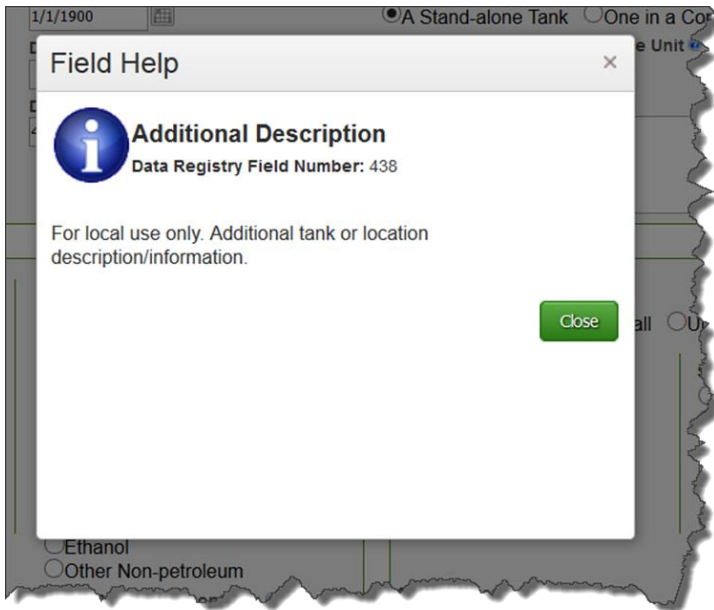 1/1/1900 A Stand-alone Tank One in a
e Unit
Field Help ×
Additional Description
Data Registry Field Number: 438
For local use only. Additional tank or location
description/information.
Close
all
Ethanol
Other Non-petroleum